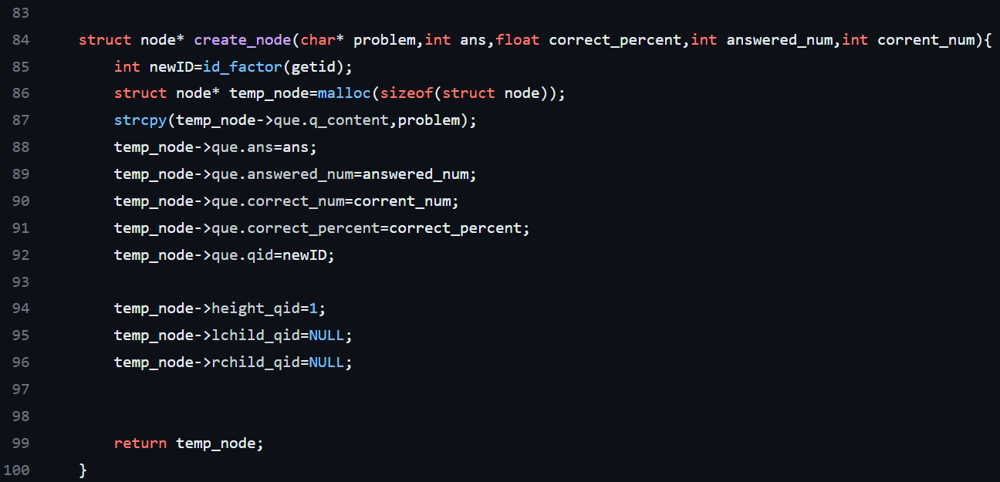 83
84 struct node* create_node(char* problem,int ans,float correct_percent,int answered_num,int corrent_num){
85 int newID=id_factor(getid);
86 struct node* temp_node=malloc(sizeof(struct node));
87 strcpy(temp_node->que.q_content,problem);
88 temp_node->que.ans=ans;
89 temp_node->que.answered_num=answered_num;
90 temp_node->que.correct_num=corrent_num;
91 temp_node->que.correct_percent=correct_percent;
92 temp_node->que.qid=newID;
93
94 temp_node->height_qid=1;
95 temp_node->lchild_qid=NULL;
96 temp_node->rchild_qid=NULL;
97
98
99 return temp_node;
100 }